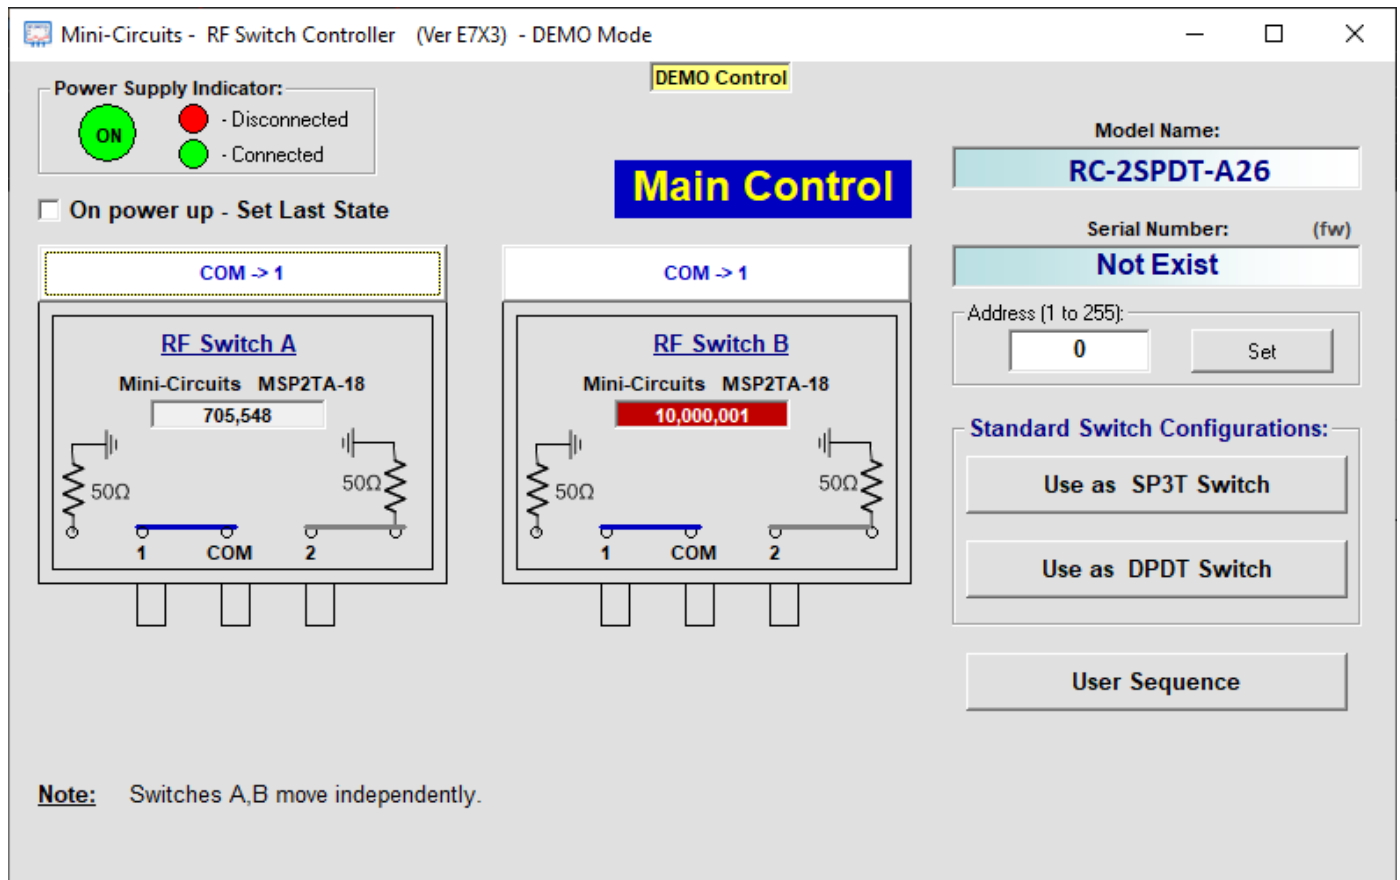 Mini-Circuits - RF Switch Controller (Ver E7X3) - DEMO Mode
DEMO Control
Power Supply Indicator:
ON
- Disconnected
- Connected
On power up - Set Last State
Main Control
Model Name:
RC-2SPDT-A26
Serial Number: (fw)
Not Exist
Address (1 to 255):
0 Set
COM -> 1
RF Switch A
Mini-Circuits MSP2TA-18
705,548
50Ω 50Ω
1 COM 2
COM -> 1
RF Switch B
Mini-Circuits MSP2TA-18
10,000,001
50Ω 50Ω
1 COM 2
Standard Switch Configurations:
Use as SP3T Switch
Use as DPDT Switch
User Sequence
Note: Switches A,B move independently.